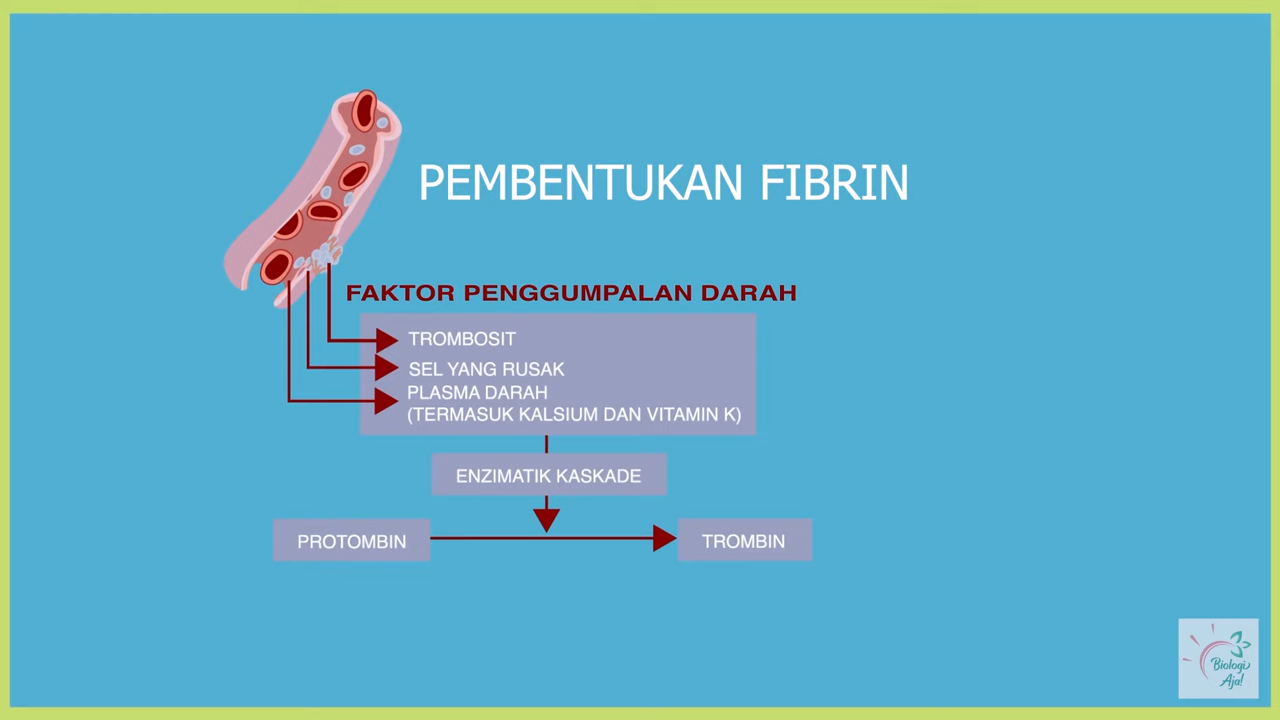 PEMBENTUKAN FIBRIN
FAKTOR PENGGUMPALAN DARAH
TROMBOSIT
SEL YANG RUSAK
PLASMA DARAH
(TERMASUK KALSIUM DAN VITAMIN K)
ENZIMATIK KASKADE
PROTOMBIN
TROMBIN
Biologi
Aja!